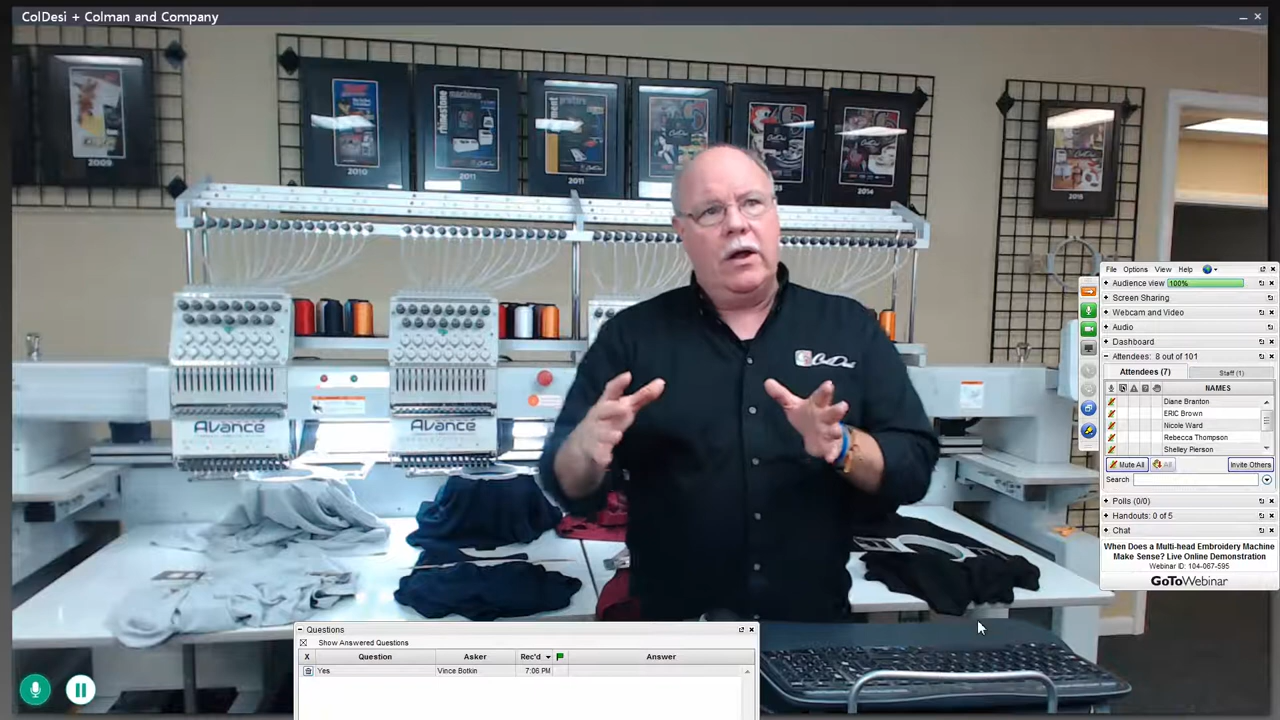 ColDesi + Colman and Company
2009
2010
2011
2011
2014
ColDesi
Avancé
Avancé
File Options View Help
Audience view 100%
Screen Sharing
Webcam and Video
Audio
Dashboard
Attendees: 8 out of 101
Attendees (7) Staff (1)
NAMES
Diane Branton
ERIC Brown
Nicole Ward
Rebecca Thompson
Shelley Pierson
Mute All All Invite Others
Search
Polls (0/0)
Handouts: 0 of 5
Chat
When Does a Multi-head Embroidery Machine
Make Sense? Live Online Demonstration
Webinar ID: 104-067-595
GoToWebinar
Questions
Show Answered Questions
X Question Asker Rec'd Answer
Yes Vince Botkin 7:06 PM